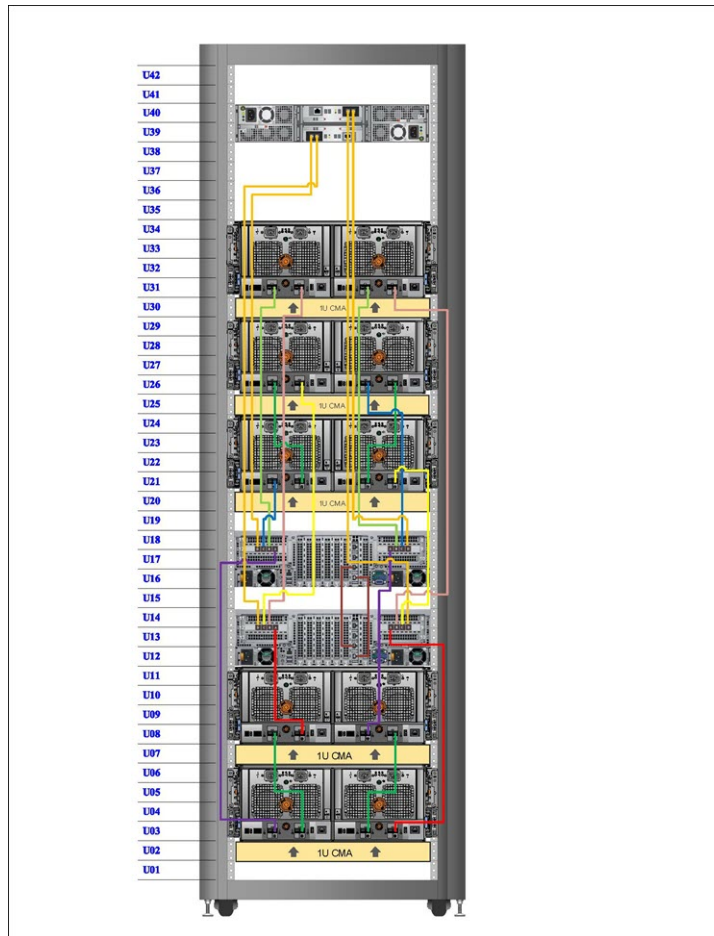 U42
U41
U40
U39
U38
U37
U36
U35
U34
U33
U32
U31
U30
1U CMA
U29
U28
U27
U26
U25
1U CMA
U24
U23
U22
U21
U20
1U CMA
U19
U18
U17
U16
U15
U14
U13
U12
U11
U10
U09
U08
U07
1U CMA
U06
U05
U04
U03
U02
1U CMA
U01